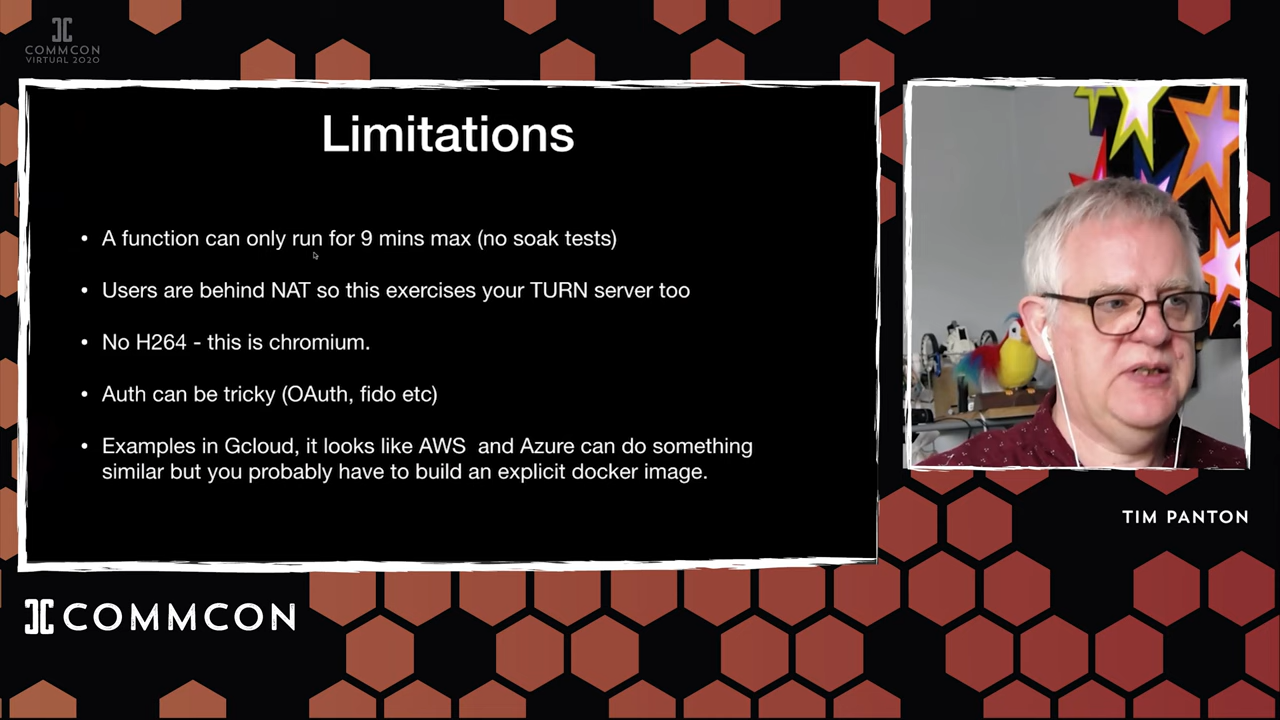 COMMCON
VIRTUAL 2020
Limitations
• A function can only run for 9 mins max (no soak tests)
• Users are behind NAT so this exercises your TURN server too
• No H264 - this is chromium.
• Auth can be tricky (OAuth, fido etc)
• Examples in Gcloud, it looks like AWS and Azure can do something
similar but you probably have to build an explicit docker image.
TIM PANTON
COMMCON